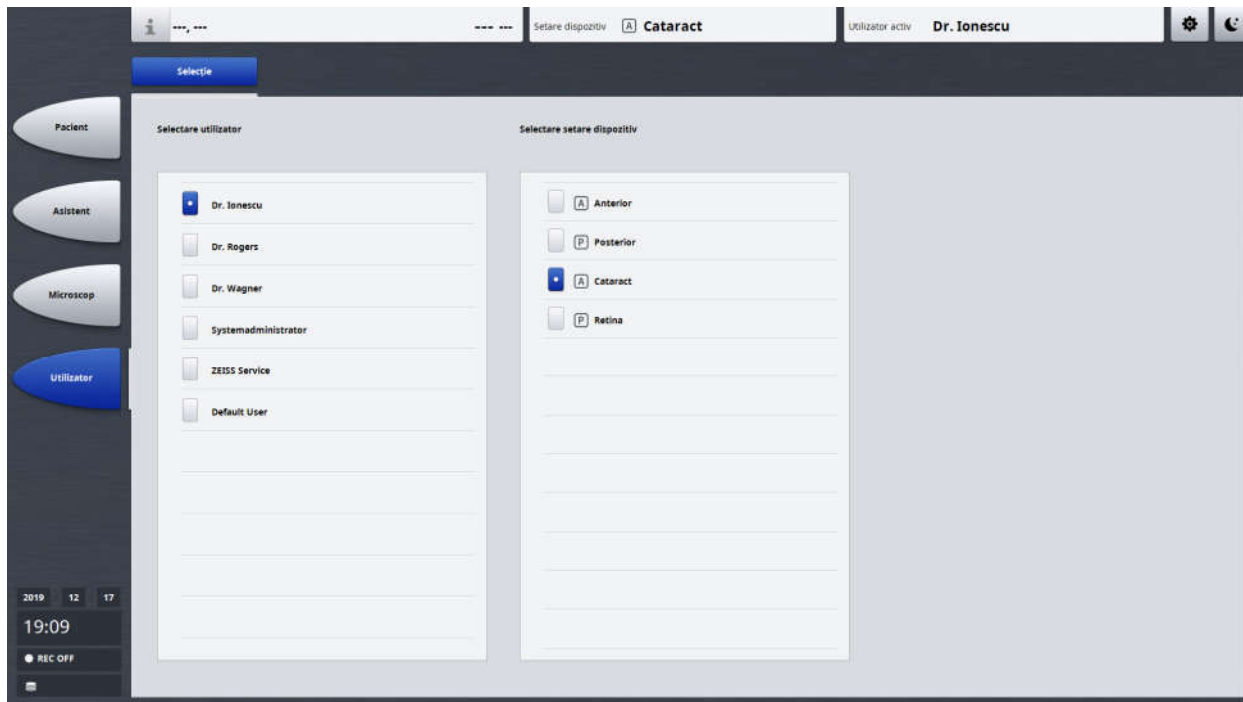 i ---, --- --- --- Setare dispozitiv A Cataract Utilizator activ Dr. Ionescu
Selecție
Pacient
Asistent
Microscop
Utilizator
Selectare utilizator
Dr. Ionescu
Dr. Rogers
Dr. Wagner
Systemadministrator
ZEISS Service
Default User
Selectare setare dispozitiv
A Anterior
P Posterior
A Cataract
P Retina
2019 12 17
19:09
REC OFF